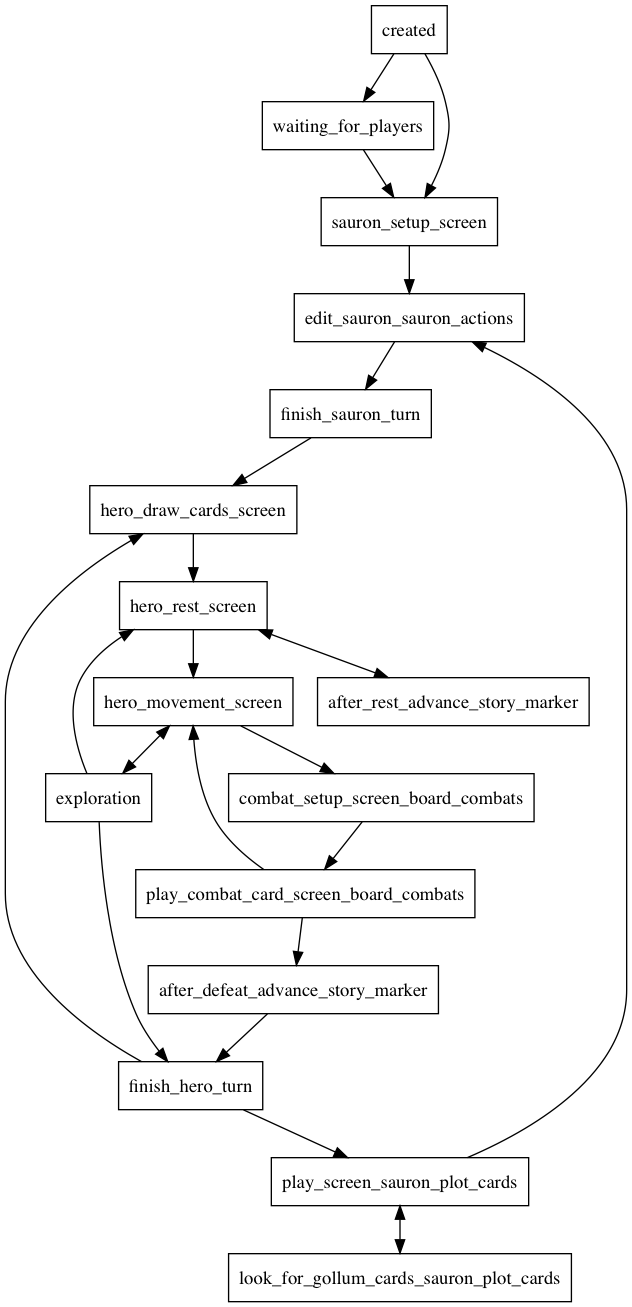 created
waiting_for_players
sauron_setup_screen
edit_sauron_sauron_actions
finish_sauron_turn
hero_draw_cards_screen
hero_rest_screen
hero_movement_screen
after_rest_advance_story_marker
exploration
combat_setup_screen_board_combats
play_combat_card_screen_board_combats
after_defeat_advance_story_marker
finish_hero_turn
play_screen_sauron_plot_cards
look_for_gollum_cards_sauron_plot_cards